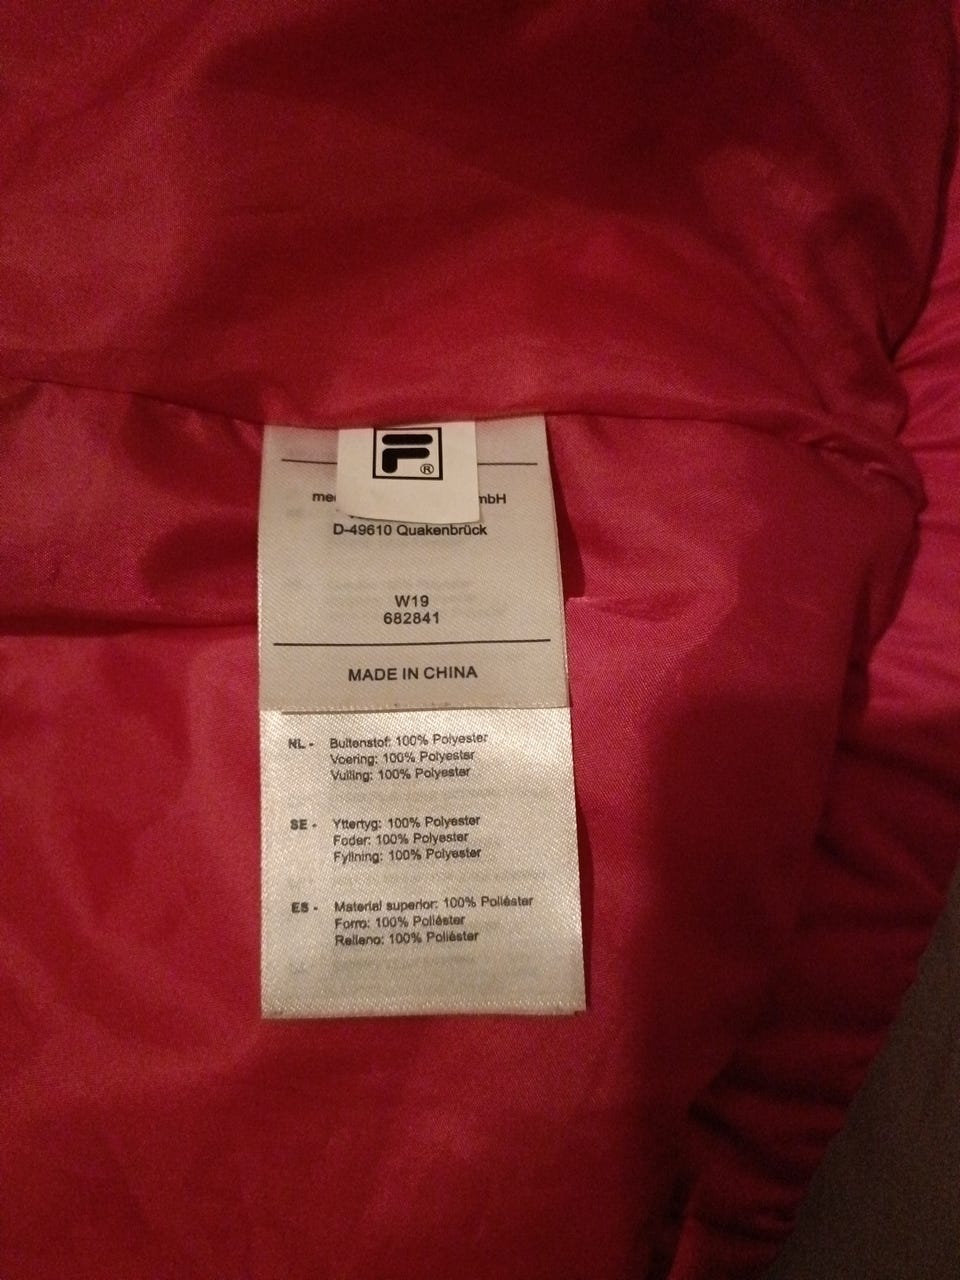 F®
D-49610 Quakenbrück
W19
682841
MADE IN CHINA
NL - Buitenstof: 100% Polyester
Voering: 100% Polyester
Vulling: 100% Polyester
SE - Yttertyg: 100% Polyester
Foder: 100% Polyester
Fyllning: 100% Polyester
ES - Material superior: 100% Poliéster
Forro: 100% Poliéster
Relleno: 100% Poliéster